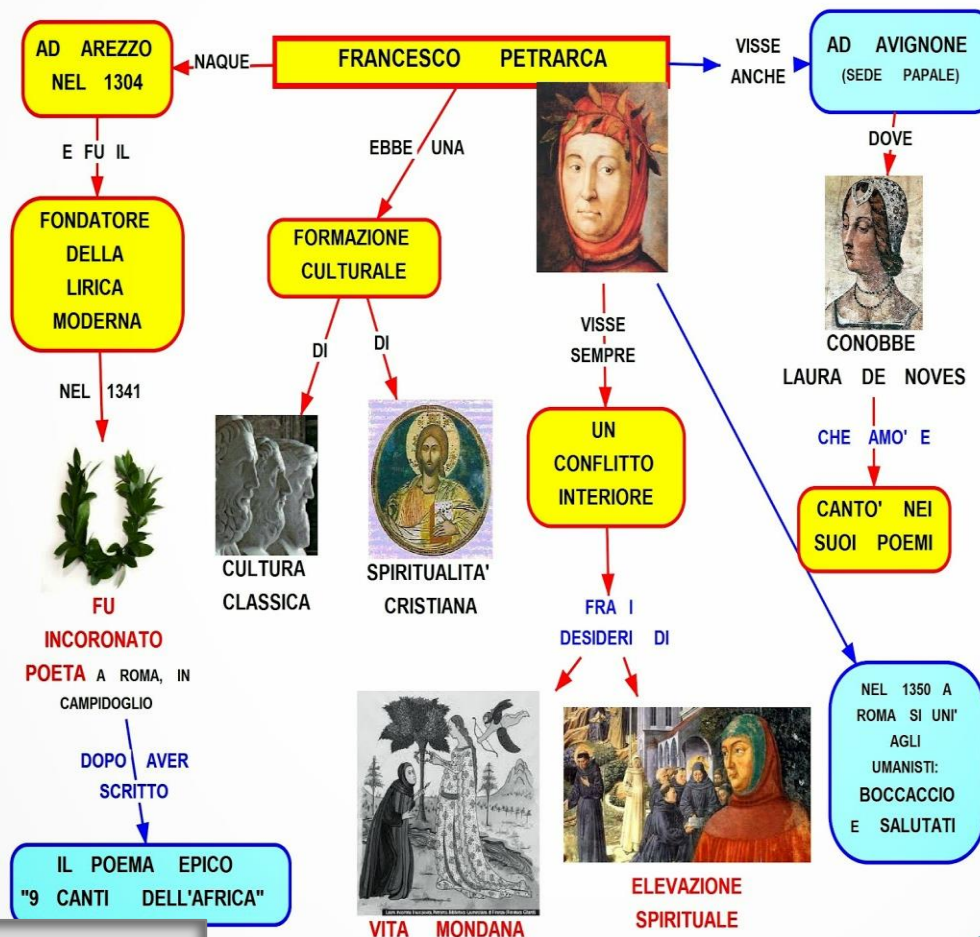 AD AREZZO
NEL 1304
NAQUE
FRANCESCO PETRARCA
VISSE
ANCHE
AD AVIGNONE
(SEDE PAPALE)
E FU IL
EBBE UNA
DOVE
FONDATORE
DELLA
LIRICA
MODERNA
FORMAZIONE
CULTURALE
NEL 1341
DI
DI
VISSE
SEMPRE
CONOBBE
LAURA DE NOVES
UN
CONFLITTO
INTERIORE
CHE AMO' E
CANTO' NEI
SUOI POEMI
CULTURA
CLASSICA
SPIRITUALITA'
CRISTIANA
FU
INCORONATO
POETA A ROMA, IN
CAMPIDOGLIO
FRA I
DESIDERI DI
DOPO AVER
SCRITTO
NEL 1350 A
ROMA SI UNI'
AGLI
UMANISTI:
BOCCACCIO
E SALUTATI
IL POEMA EPICO
"9 CANTI DELL'AFRICA"
VITA MONDANA
ELEVAZIONE
SPIRITUALE